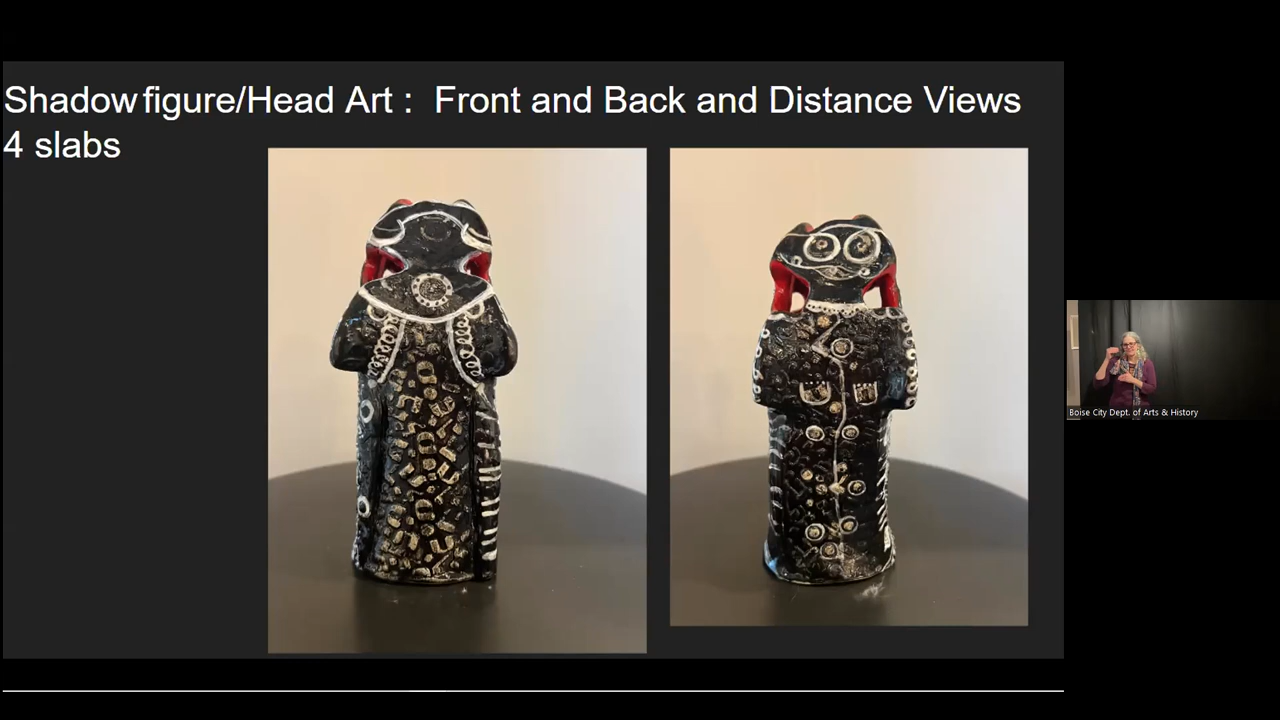 Shadow figure/Head Art :  Front and Back and Distance Views
4 slabs
Boise City Dept. of Arts & History